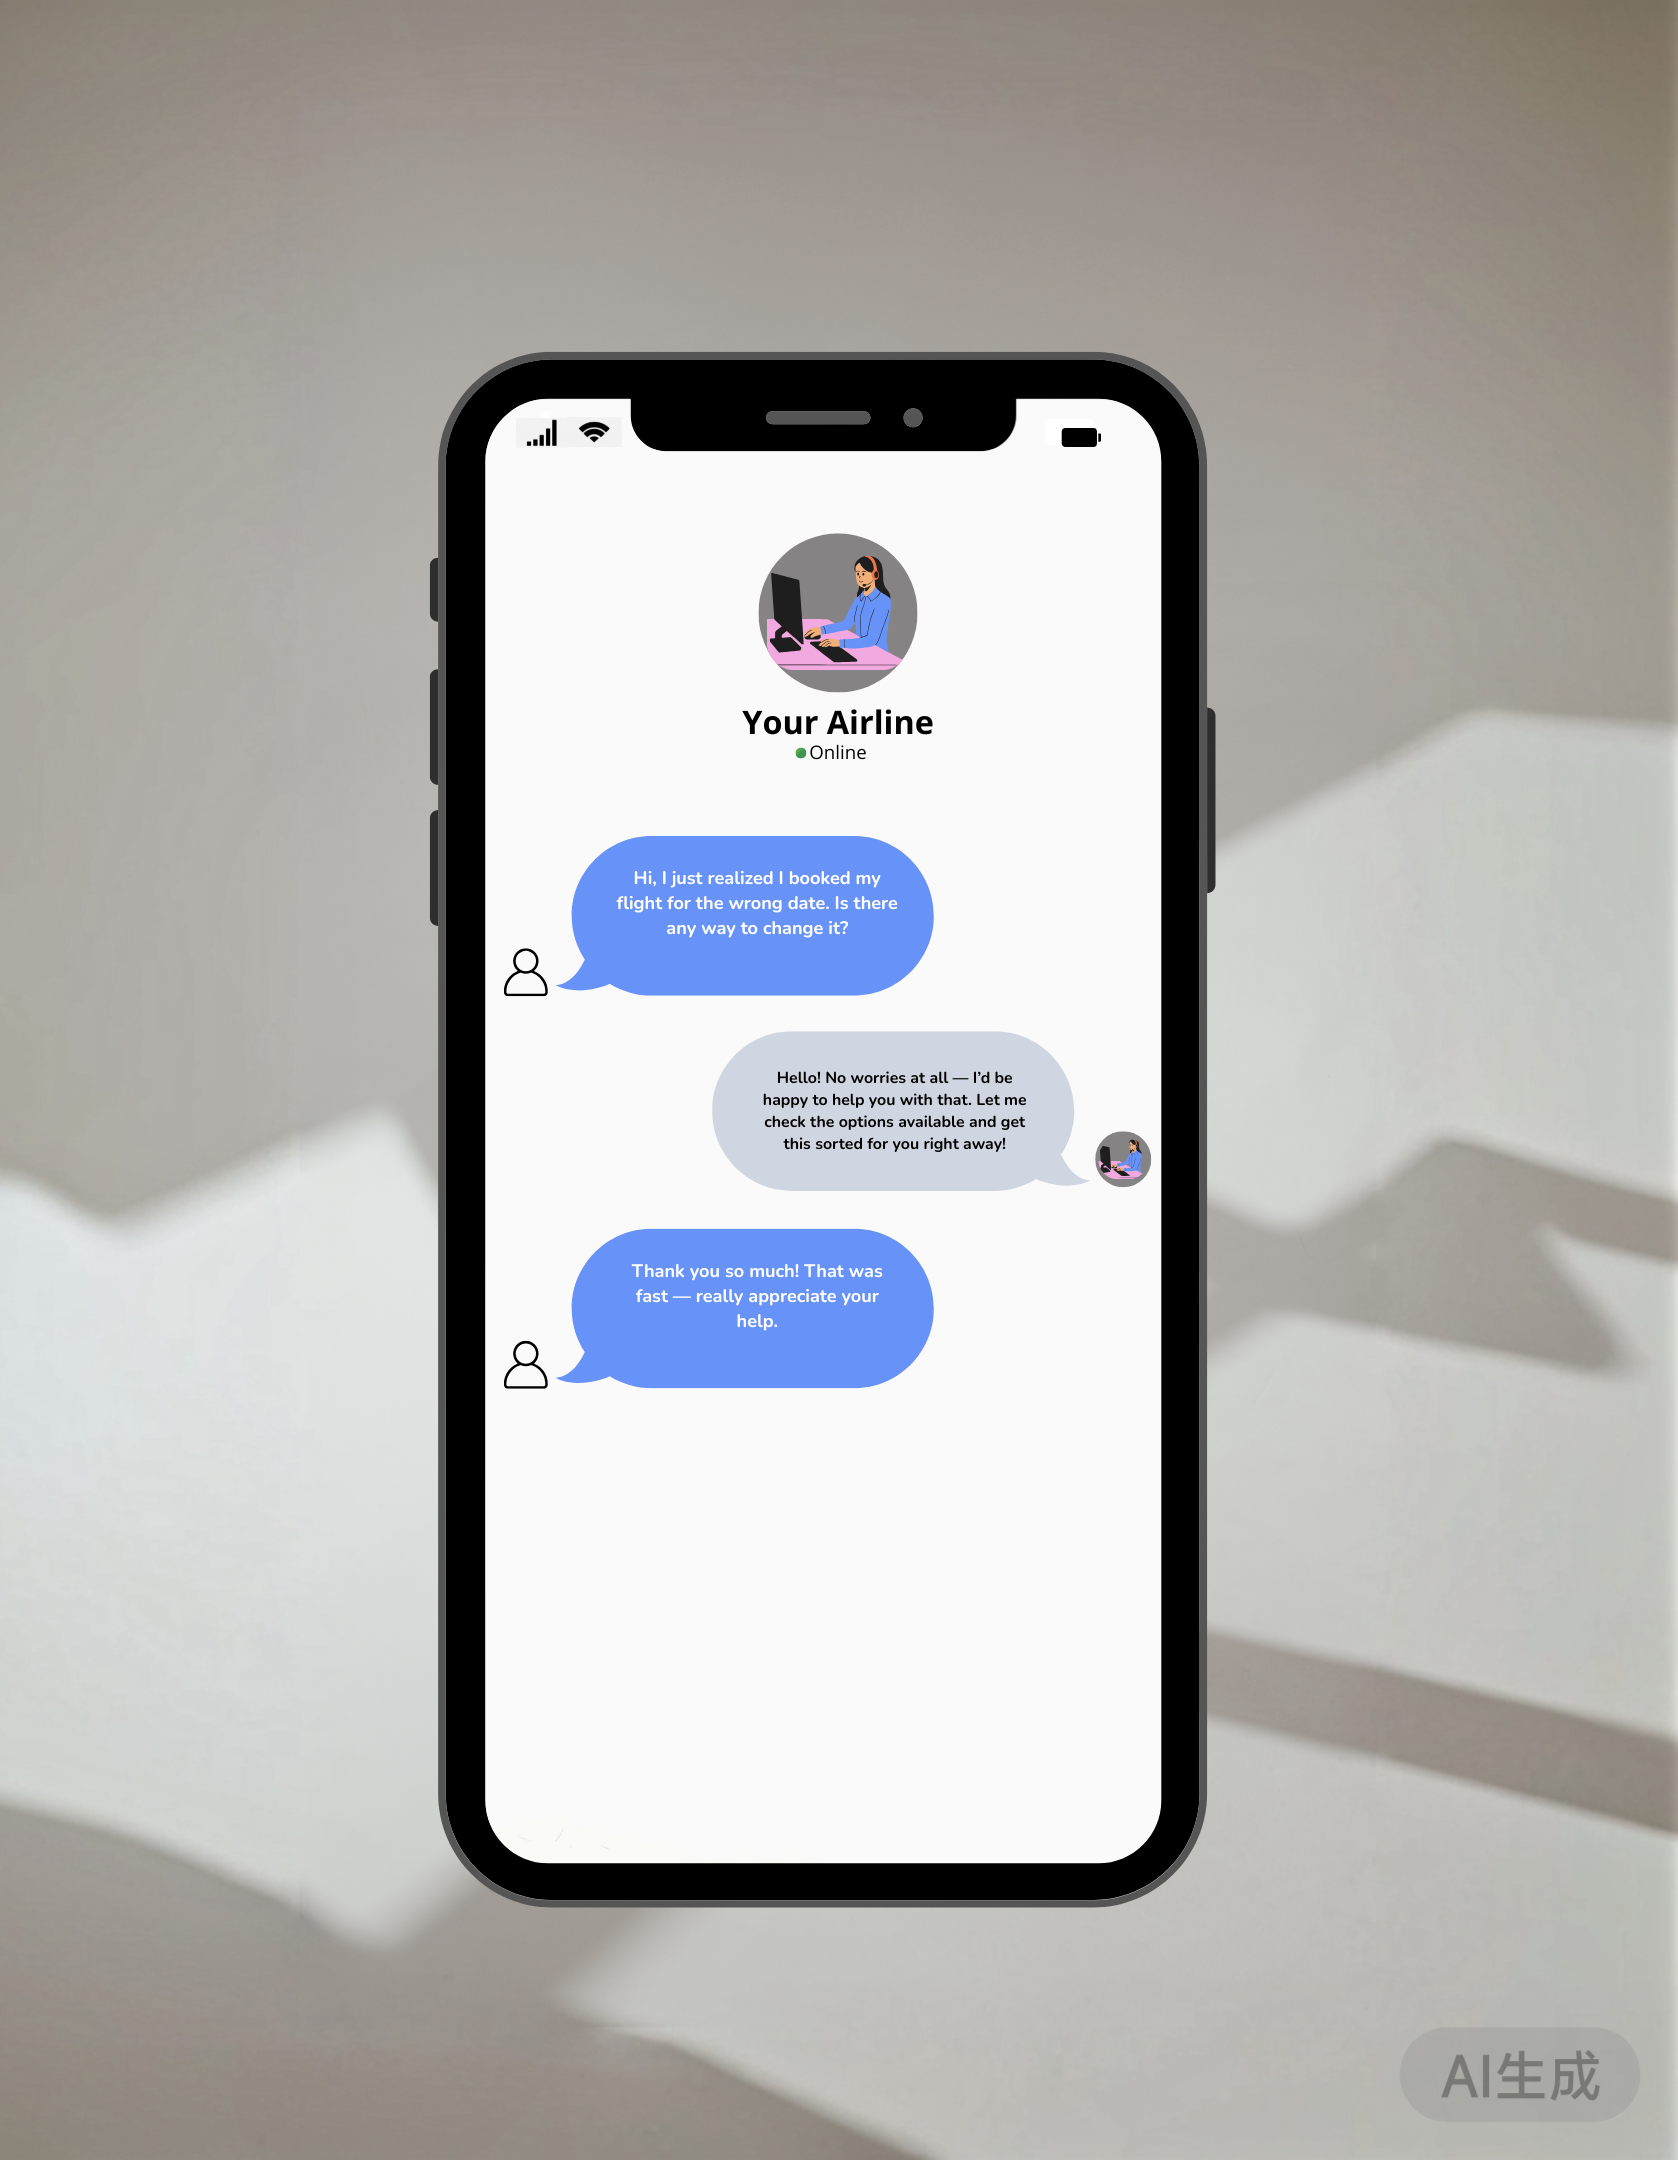 Your Airline
Online
Hi, I just realized I booked my
flight for the wrong date. Is there
any way to change it?
Hello! No worries at all — I'd be
happy to help you with that. Let me
check the options available and get
this sorted for you right away!
Thank you so much! That was
fast — really appreciate your
help.
AI生成